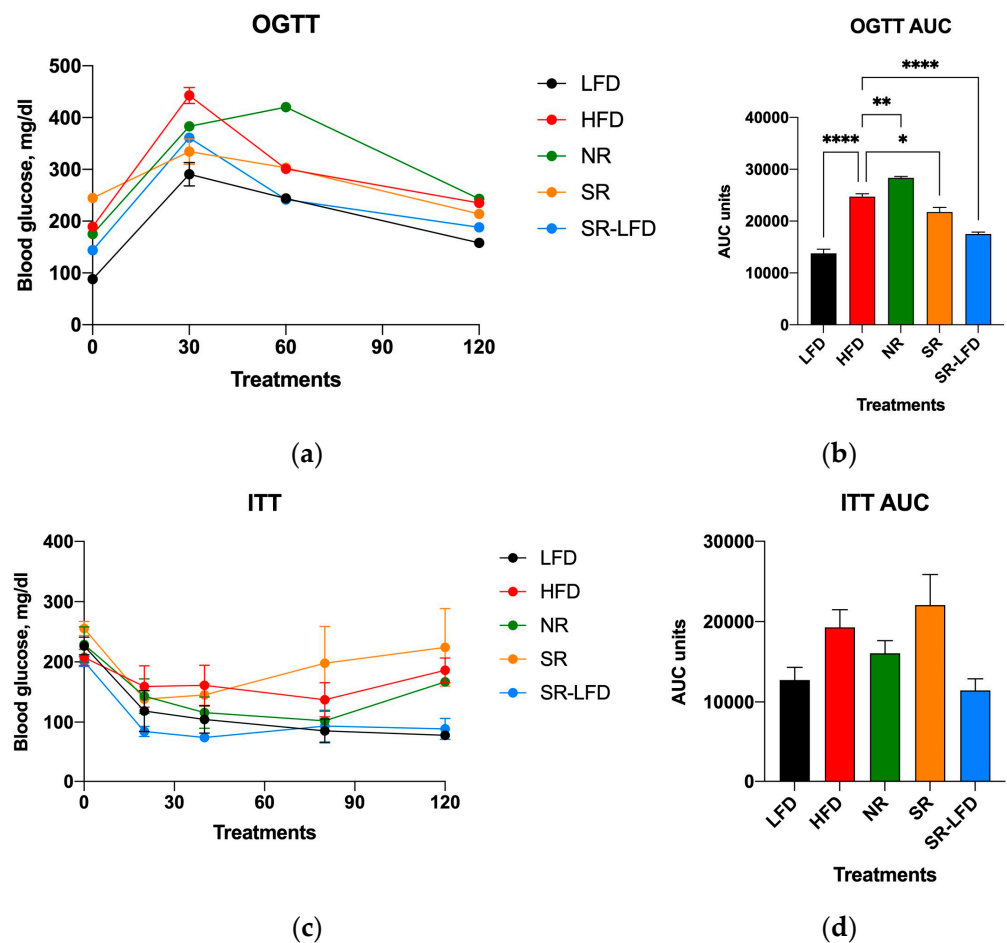 OGTT
Blood glucose, mg/dl
500
400
300
200
100
0
0 30 60 90 120
Treatments
LFD
HFD
NR
SR
SR-LFD
(a)
OGTT AUC
****
**
**** *
AUC units
40000
30000
20000
10000
0
LFD HFD NR SR SR-LFD
Treatments
(b)
ITT
Blood glucose, mg/dl
400
300
200
100
0
0 30 60 90 120
Treatments
LFD
HFD
NR
SR
SR-LFD
(c)
ITT AUC
AUC units
30000
20000
10000
0
LFD HFD NR SR SR-LFD
Treatments
(d)